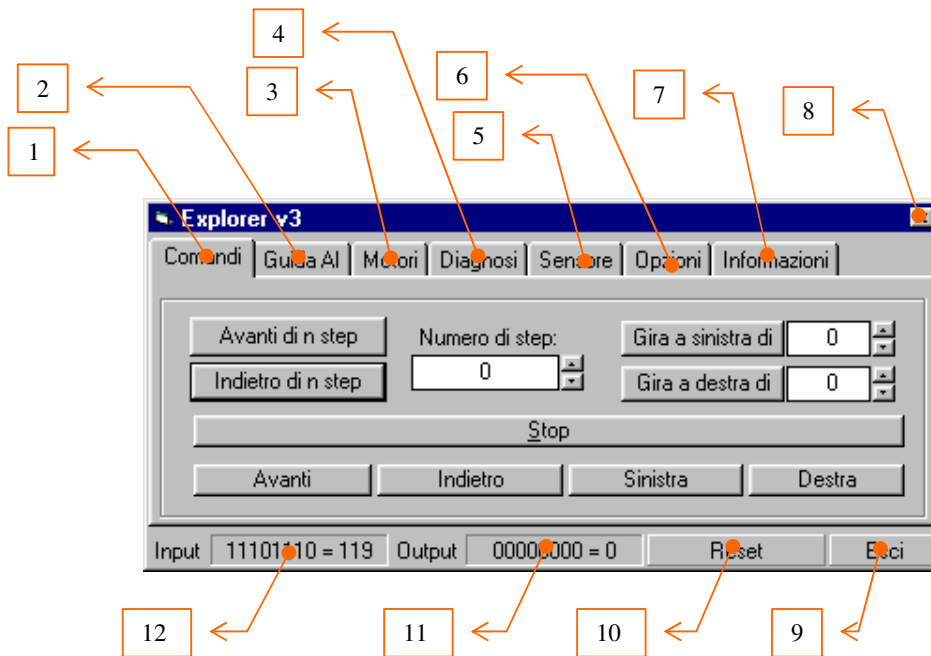 4
2
3
6
7
8
1
5
Explorer v3
Comandi Guida AI Motori Diagnosi Sensore Opzioni Informazioni
Avanti di n step Numero di step: Gira a sinistra di 0
Indietro di n step 0 Gira a destra di 0
Stop
Avanti Indietro Sinistra Destra
Input 11101110 = 119 Output 00000000 = 0 Reset Esci
12 11 10 9